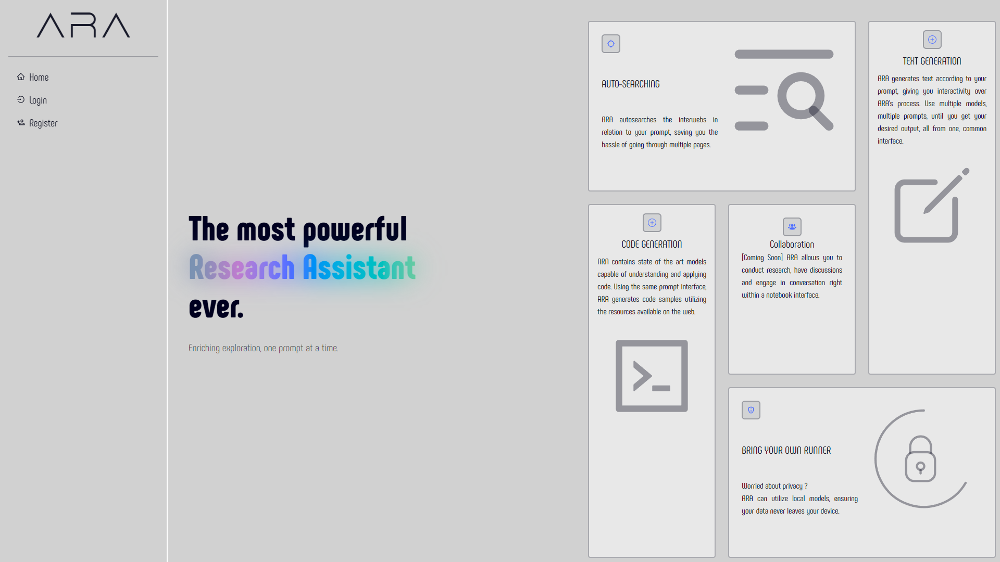 ARA
Home
Login
Register
The most powerful
Research Assistant
ever.
Enriching exploration, one prompt at a time.
AUTO-SEARCHING
ARA autosearches the interwebs in
relation to your prompt, saving you the
hassle of going through multiple pages.
TEXT GENERATION
ARA generates text according to your
prompt, giving you interactivity over
ARA's process. Use multiple models,
multiple prompts, until you get your
desired output, all from one, common
interface.
CODE GENERATION
ARA contains state of the art models
capable of understanding and applying
code. Using the same prompt interface,
ARA generates code samples utilizing
the resources available on the web.
Collaboration
[Coming Soon] ARA allows you to
conduct research, have discussions
and engage in conversation right
within a notebook interface.
BRING YOUR OWN RUNNER
Worried about privacy ?
ARA can utilize local models, ensuring
your data never leaves your device.